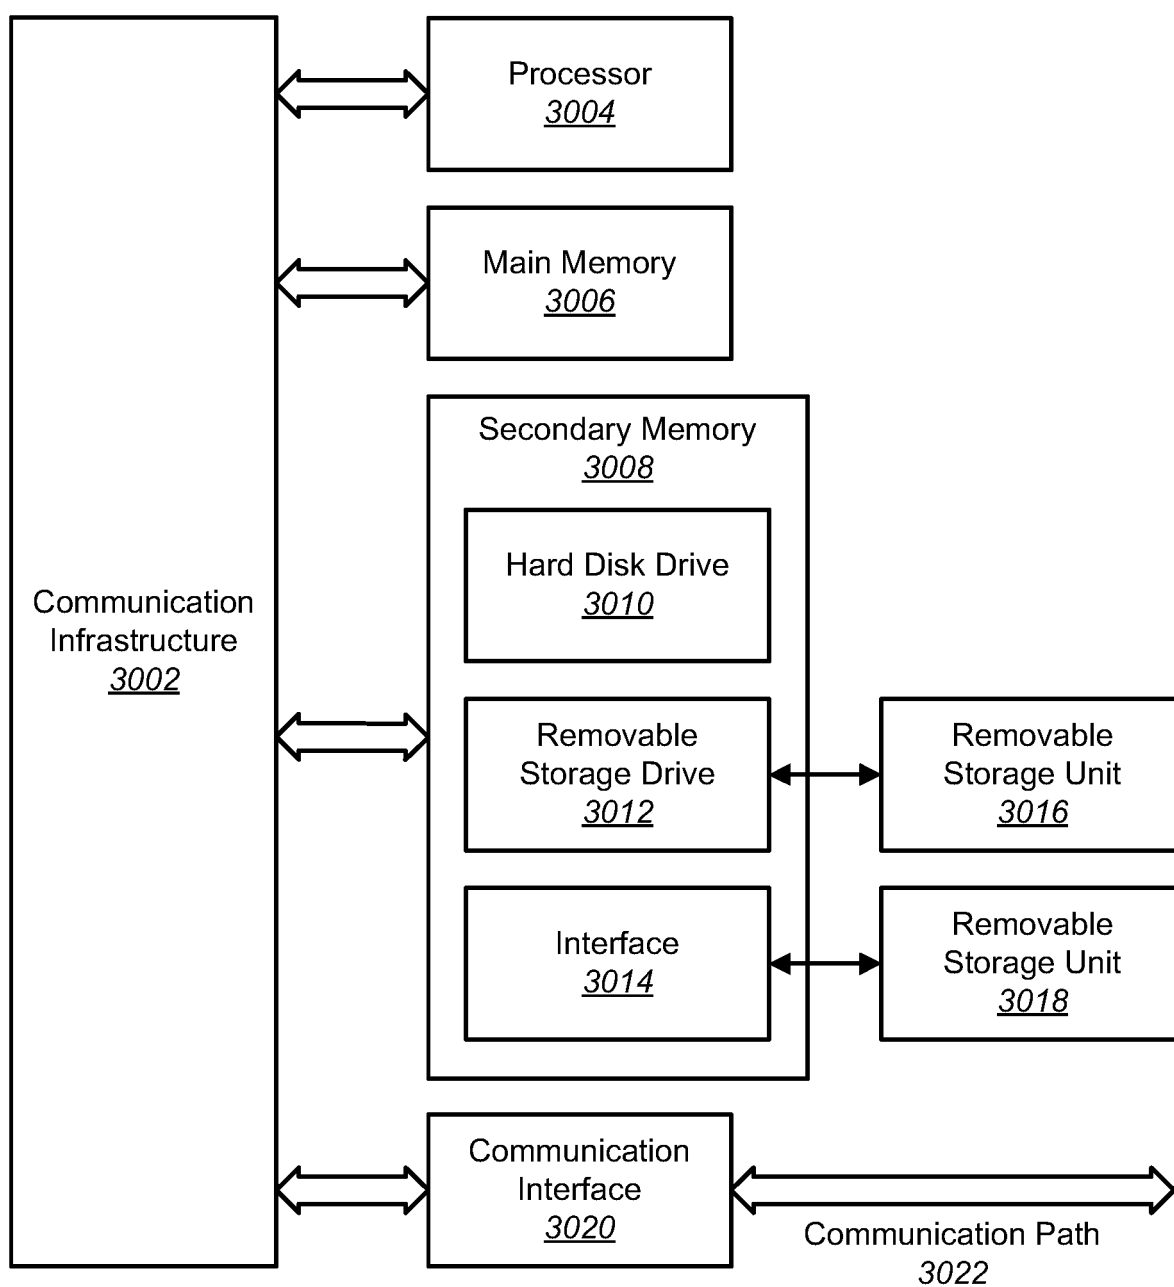 Processor
3004
Main Memory
3006
Secondary Memory
3008
Hard Disk Drive
3010
Communication
Infrastructure
3002
Removable
Storage Drive
3012
Removable
Storage Unit
3016
Interface
3014
Removable
Storage Unit
3018
Communication
Interface
3020
Communication Path
3022